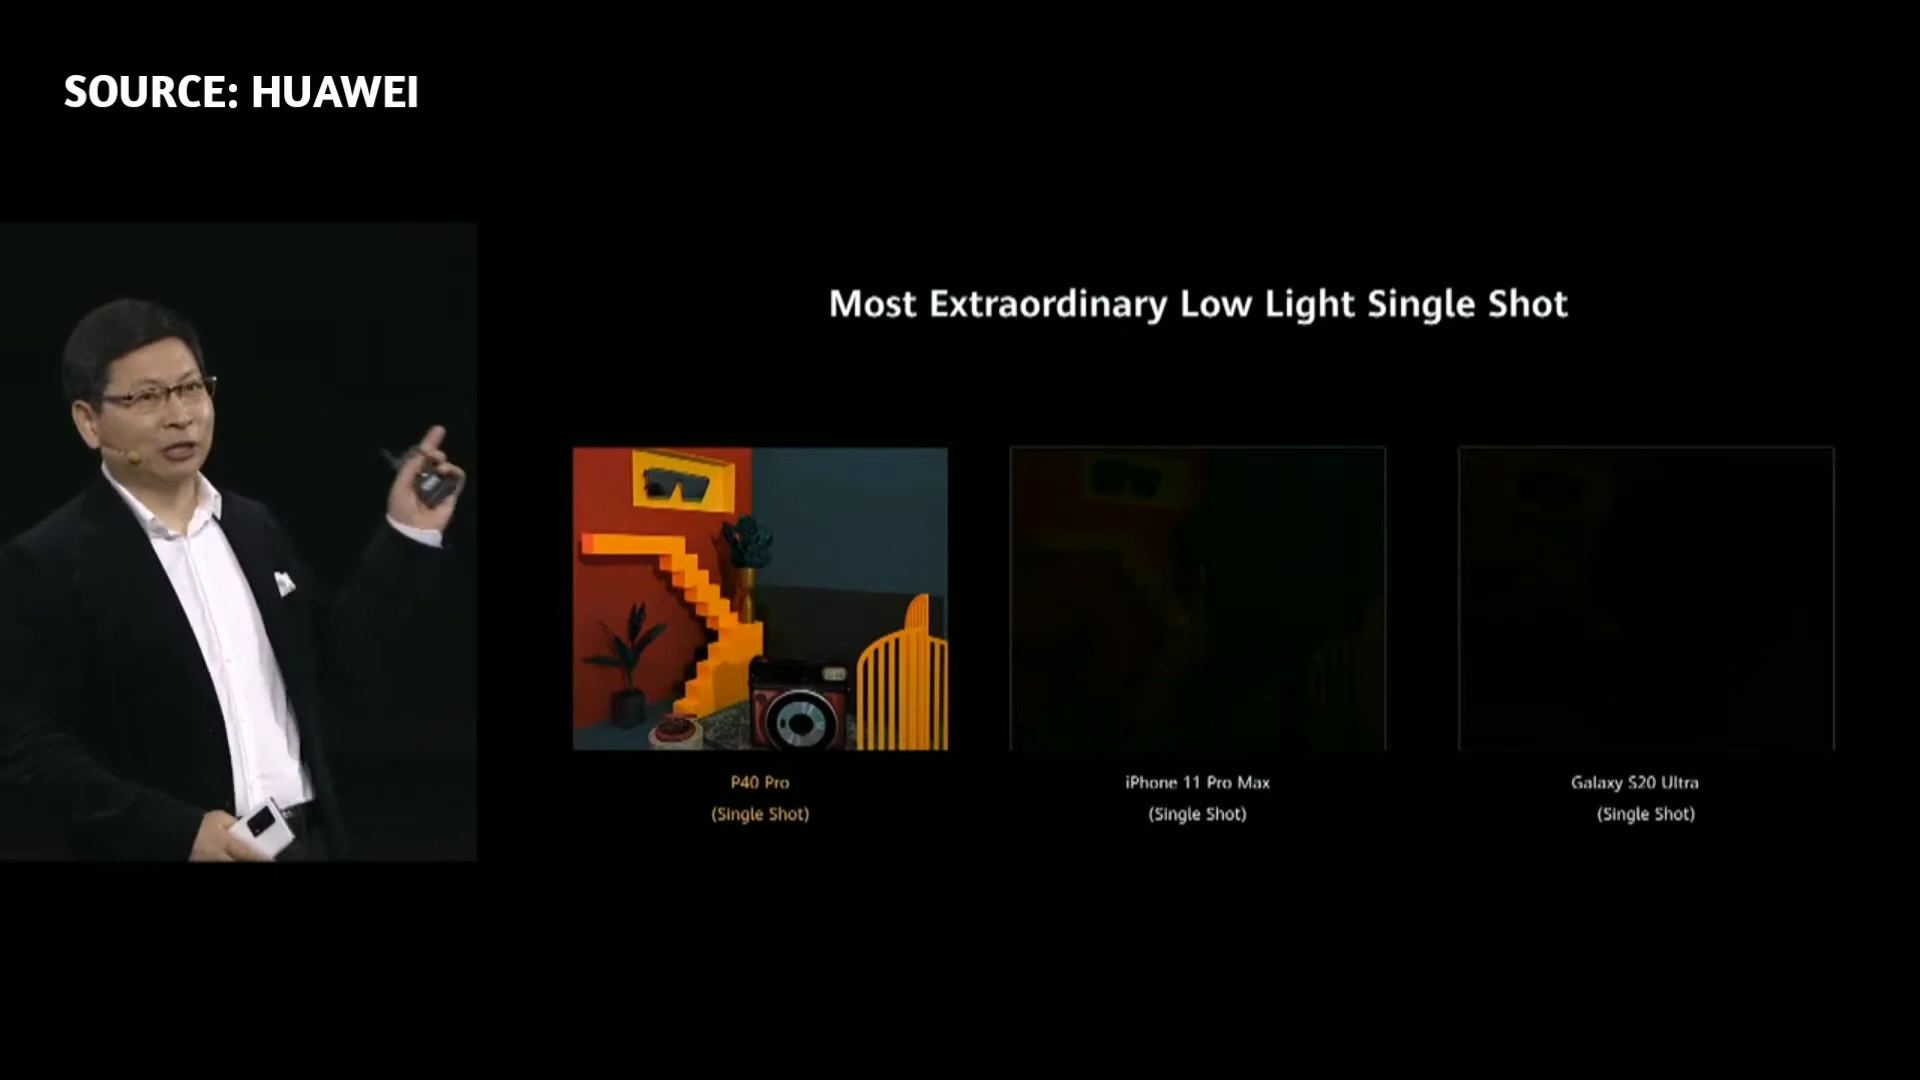 SOURCE: HUAWEI
Most Extraordinary Low Light Single Shot
P40 Pro
(Single Shot)
iPhone 11 Pro Max
(Single Shot)
Galaxy S20 Ultra
(Single Shot)